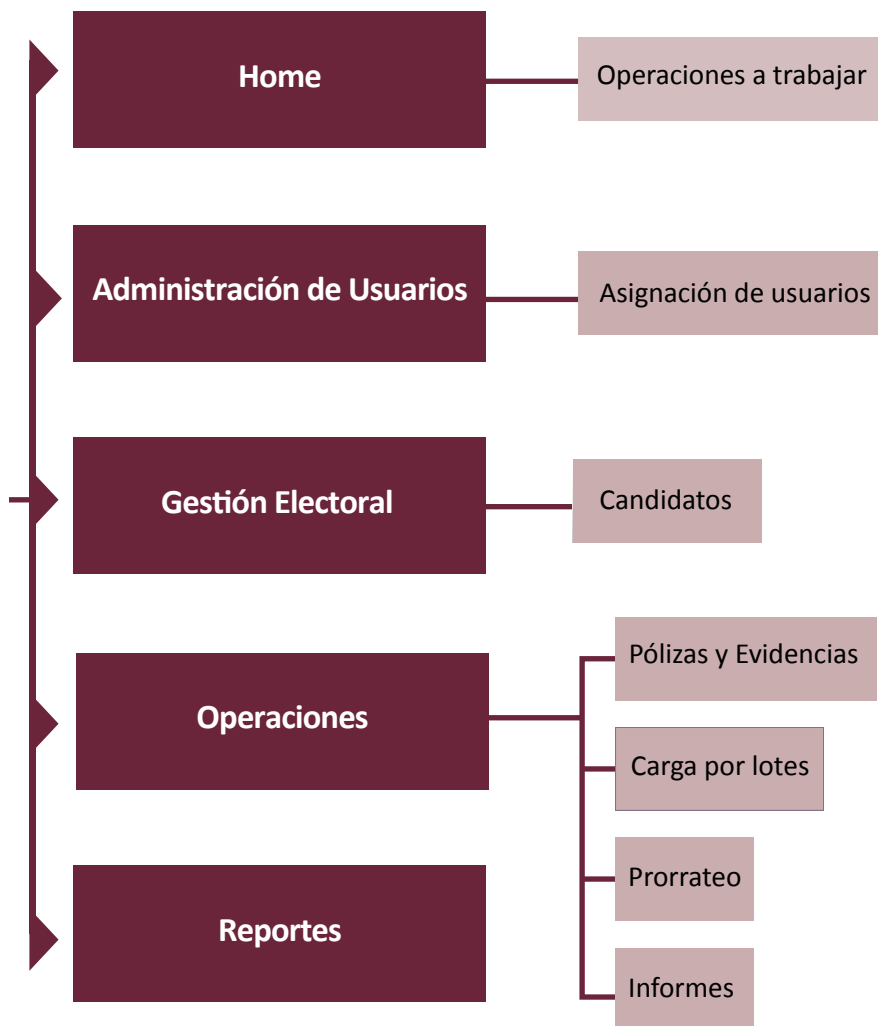 Home
Operaciones a trabajar
Administración de Usuarios
Asignación de usuarios
Gestión Electoral
Candidatos
Operaciones
Pólizas y Evidencias
Carga por lotes
Prorrateo
Informes
Reportes